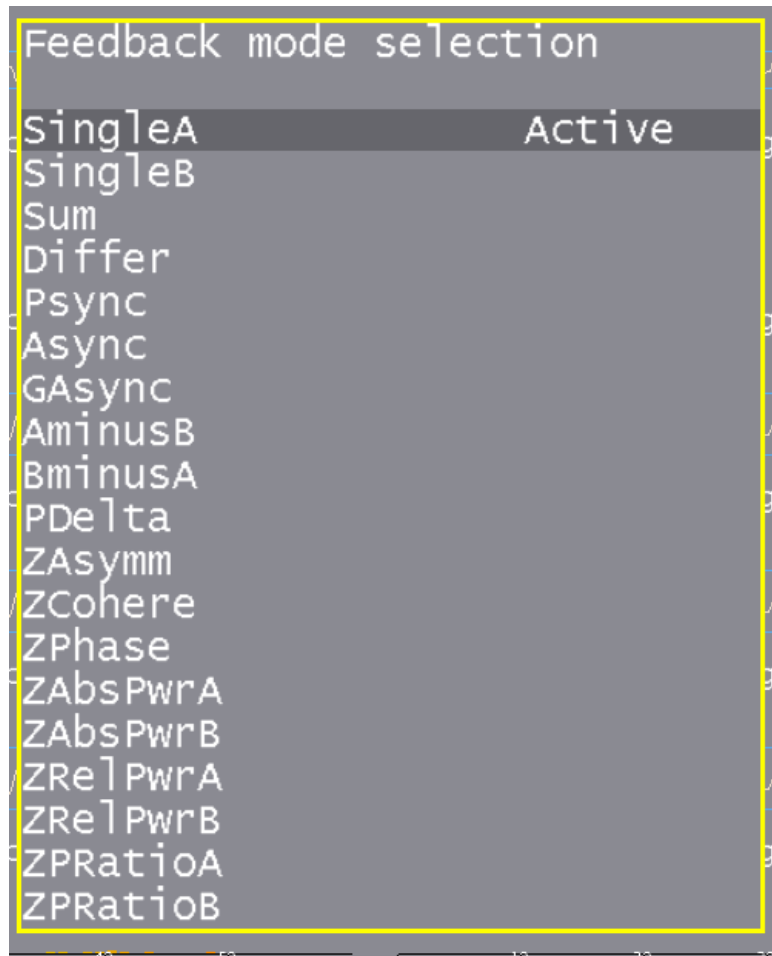 Feedback mode selection
SingleA Active
SingleB
Sum
Differ
Psync
Async
GAsync
AminusB
BminusA
PDelta
ZAsymm
ZCohere
ZPhase
ZAbsPwrA
ZAbsPwrB
ZRelPwrA
ZRelPwrB
ZPRatioA
ZPRatioB